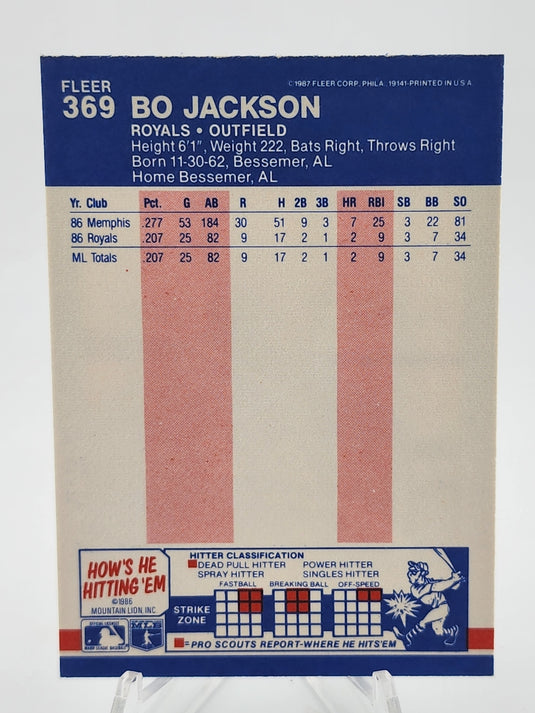 FLEER ©1987 FLEER CORP. PHILA. 19141-PRINTED IN U.S.A.
369 BO JACKSON
ROYALS • OUTFIELD
Height 6'1", Weight 222, Bats Right, Throws Right
Born 11-30-62, Bessemer, AL
Home Bessemer, AL
Yr. Club Pct. G AB R H 2B 3B HR RBI SB BB SO
86 Memphis .277 53 184 30 51 9 3 7 25 3 22 81
86 Royals .207 25 82 9 17 2 1 2 9 3 7 34
ML Totals .207 25 82 9 17 2 1 2 9 3 7 34
HOW'S HE
HITTING 'EM
©1986
MOUNTAIN LION, INC
OFFICIAL LICENSEE
MAJOR LEAGUE BASEBALL
HITTER CLASSIFICATION
DEAD PULL HITTER POWER HITTER
SPRAY HITTER SINGLES HITTER
FASTBALL BREAKING BALL OFF-SPEED
STRIKE
ZONE
=PRO SCOUTS REPORT-WHERE HE HITS'EM